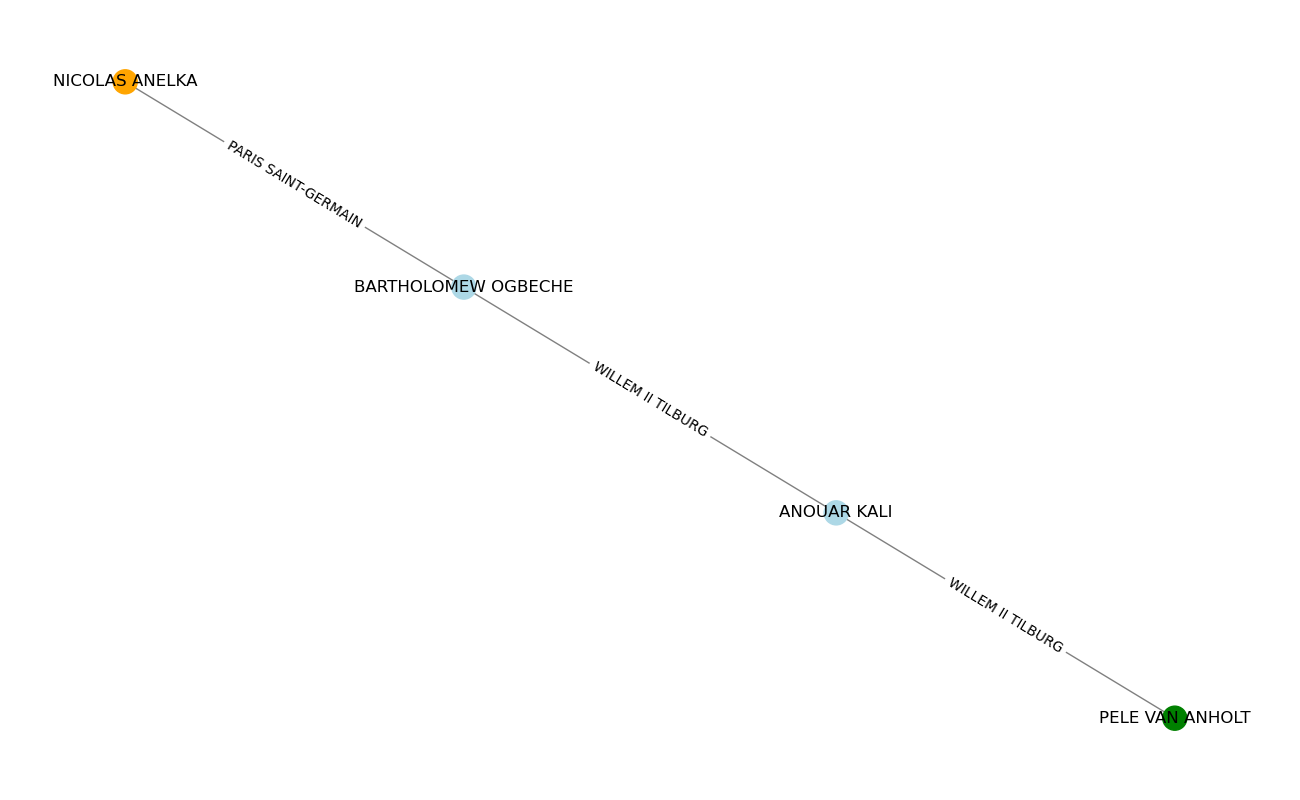 NICOLAS ANELKA
PARIS SAINT-GERMAIN
BARTHOLOMEW OGBECHE
WILLEM II TILBURG
ANOUAR KALI
WILLEM II TILBURG
PELE VAN ANHOLT